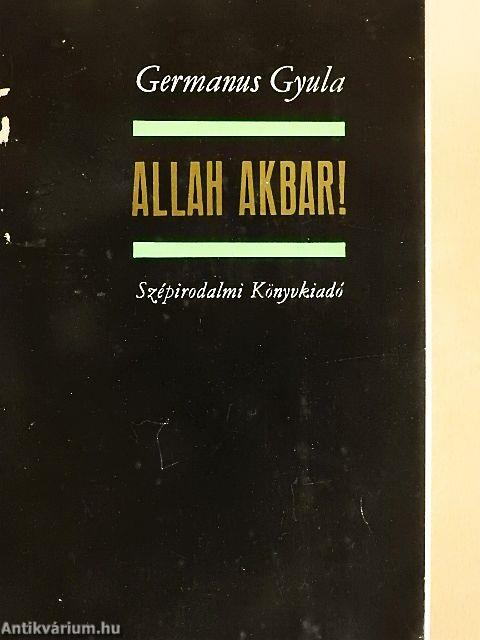 Germanus Gyula
ALLAH AKBAR!
Szépirodalmi Könyvkiadó
Antikvárium.hu